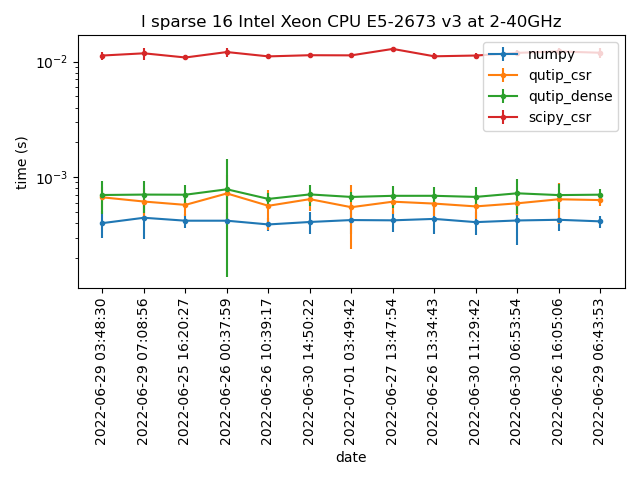 I sparse 16 Intel Xeon CPU E5-2673 v3 at 2-40GHz
numpy
qutip_csr
qutip_dense
scipy_csr
time (s)
10⁻²
10⁻³
2022-06-29 03:48:30
2022-06-29 07:08:56
2022-06-25 16:20:27
2022-06-26 00:37:59
2022-06-26 10:39:17
2022-06-30 14:50:22
2022-07-01 03:49:42
2022-06-27 13:47:54
2022-06-26 13:34:43
2022-06-30 11:29:42
2022-06-30 06:53:54
2022-06-26 16:05:06
2022-06-29 06:43:53
date